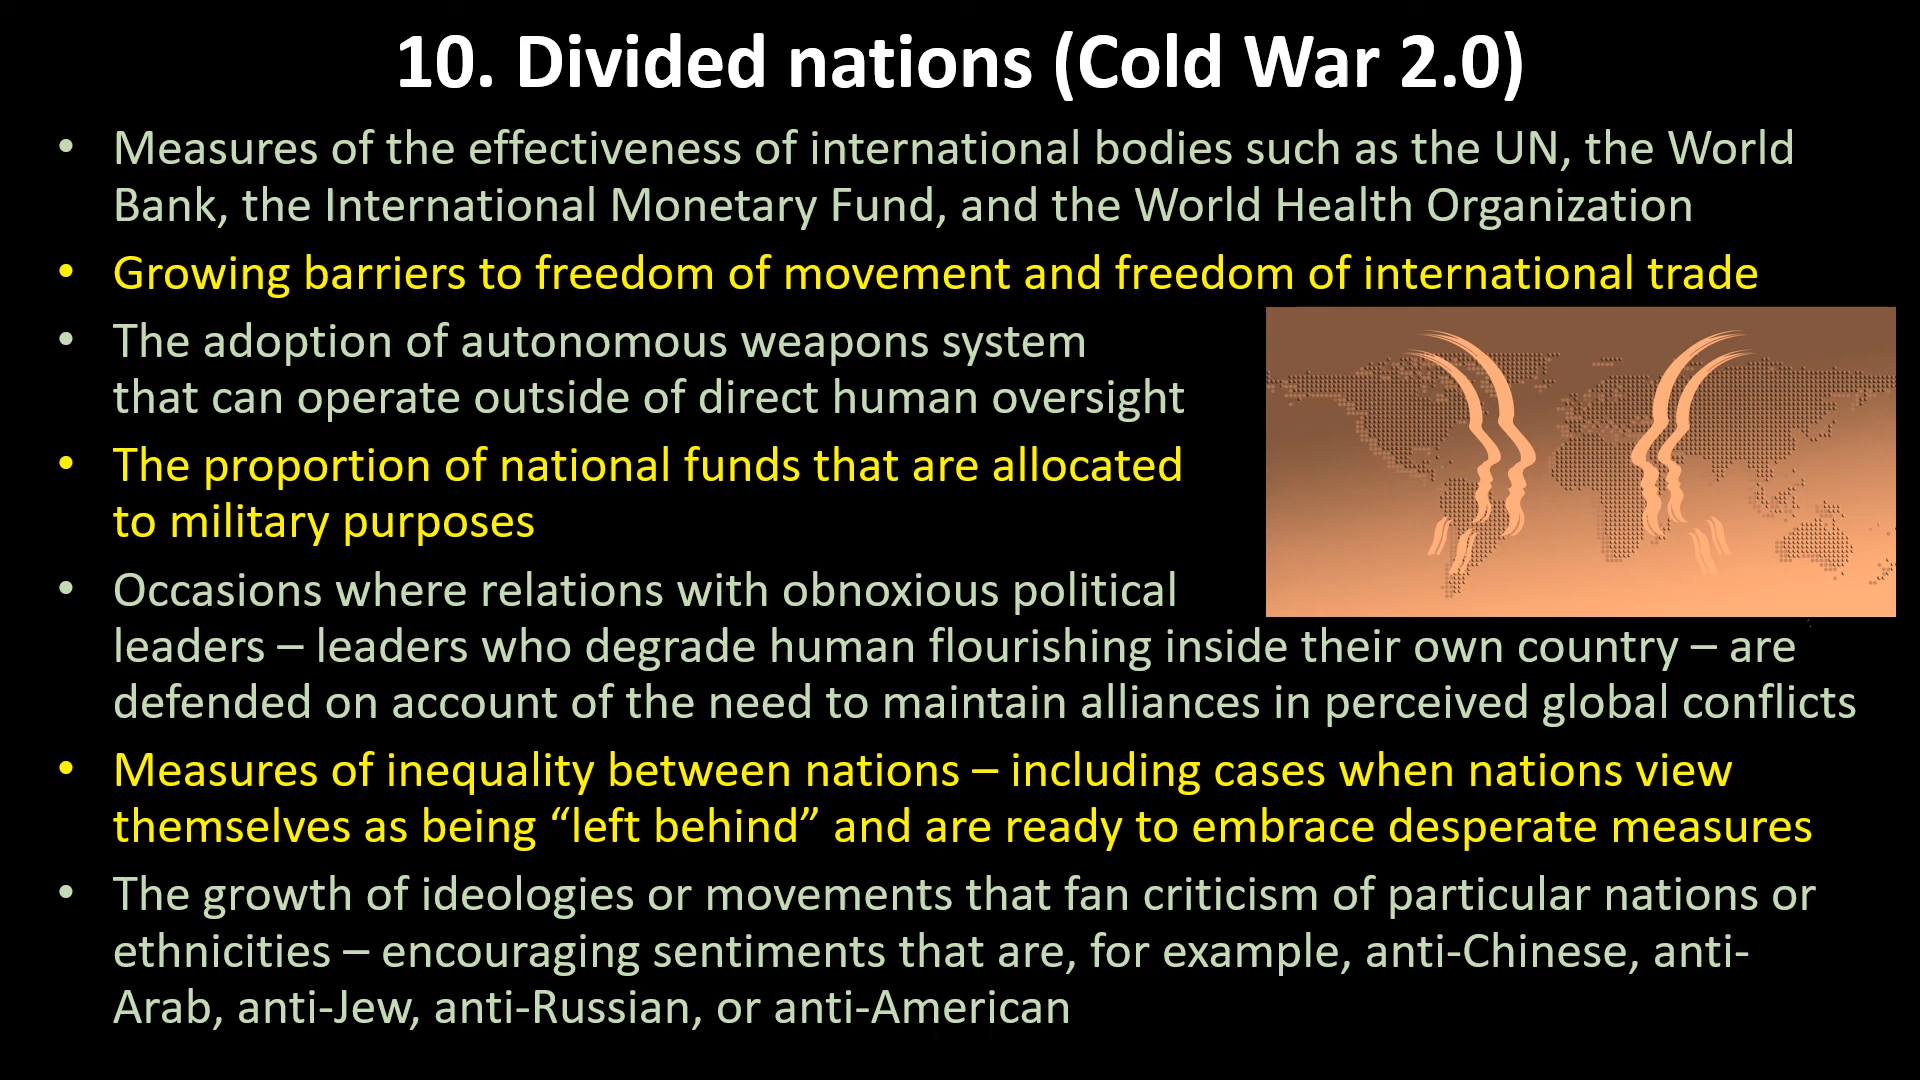 10. Divided nations (Cold War 2.0)
• Measures of the effectiveness of international bodies such as the UN, the World
Bank, the International Monetary Fund, and the World Health Organization
• Growing barriers to freedom of movement and freedom of international trade
• The adoption of autonomous weapons system
that can operate outside of direct human oversight
• The proportion of national funds that are allocated
to military purposes
• Occasions where relations with obnoxious political
leaders – leaders who degrade human flourishing inside their own country – are
defended on account of the need to maintain alliances in perceived global conflicts
• Measures of inequality between nations – including cases when nations view
themselves as being “left behind” and are ready to embrace desperate measures
• The growth of ideologies or movements that fan criticism of particular nations or
ethnicities – encouraging sentiments that are, for example, anti-Chinese, anti-
Arab, anti-Jew, anti-Russian, or anti-American